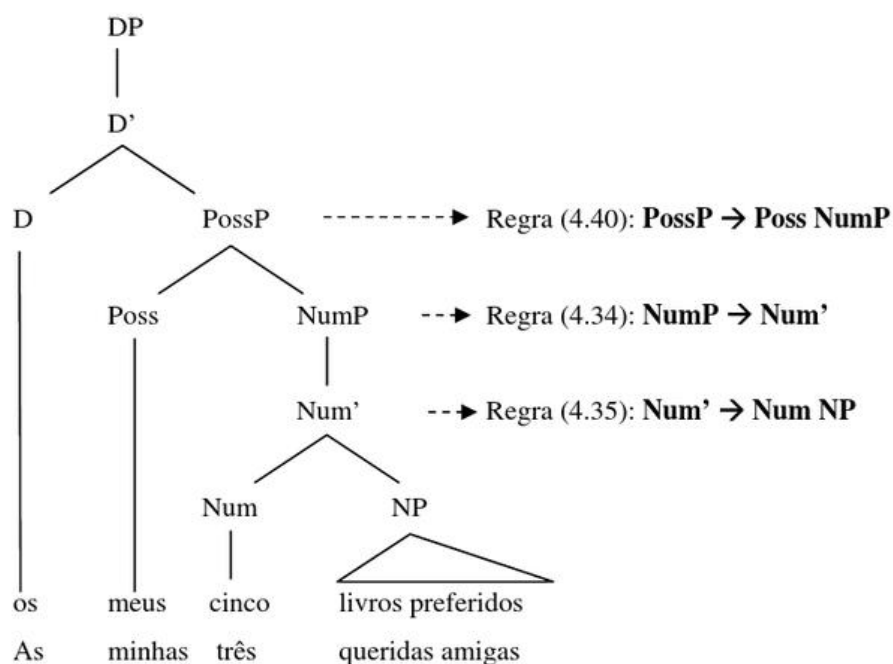 DP
D’
D PossP Regra (4.40): PossP → Poss NumP
Poss NumP Regra (4.34): NumP → Num’
Num’ Regra (4.35): Num’ → Num NP
Num NP
os meus cinco livros preferidos
As minhas três queridas amigas